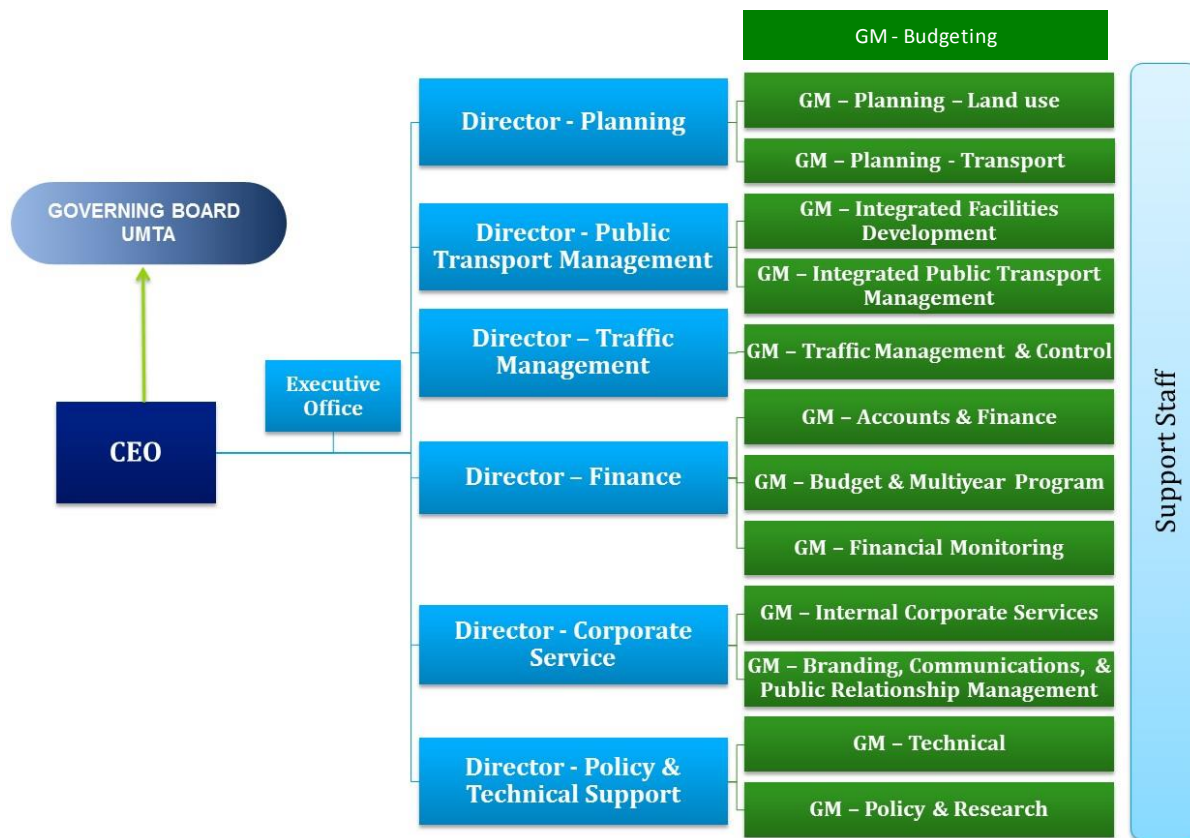 GM - Budgeting
GM – Planning – Land use
Director - Planning
GM – Planning - Transport
GOVERNING BOARD
UMTA
Director - Public
Transport Management
GM – Integrated Facilities
Development
GM – Integrated Public Transport
Management
Director – Traffic
Management
GM – Traffic Management & Control
Executive
Office
CEO
GM – Accounts & Finance
Director – Finance
GM – Budget & Multiyear Program
GM – Financial Monitoring
Director - Corporate
Service
GM – Internal Corporate Services
GM – Branding, Communications, &
Public Relationship Management
Director - Policy &
Technical Support
GM – Technical
GM – Policy & Research
Support Staff